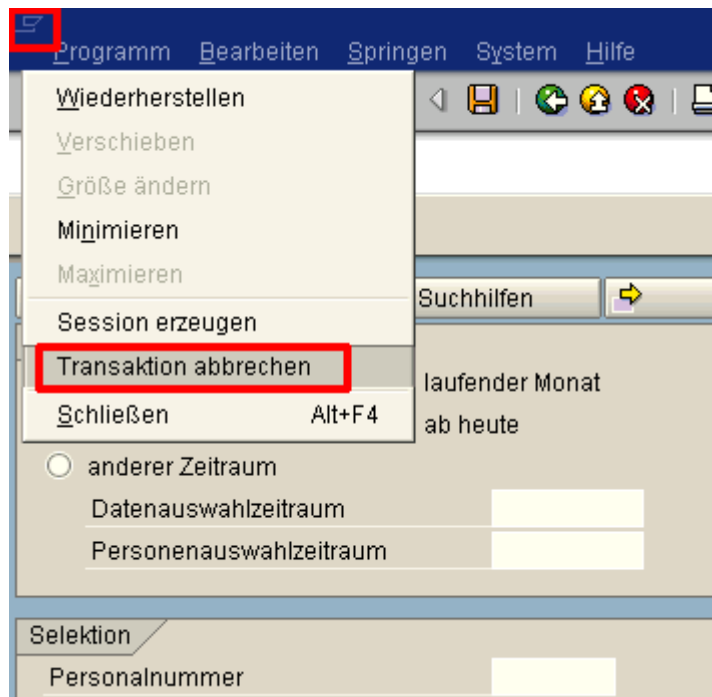 Programm Bearbeiten Springen System Hilfe
Wiederherstellen
Verschieben
Größe ändern
Minimieren
Maximieren
Suchhilfen
Session erzeugen
Transaktion abbrechen
laufender Monat
Schließen Alt+F4
ab heute
anderer Zeitraum
Datenauswahlzeitraum
Personenauswahlzeitraum
Selektion
Personalnummer